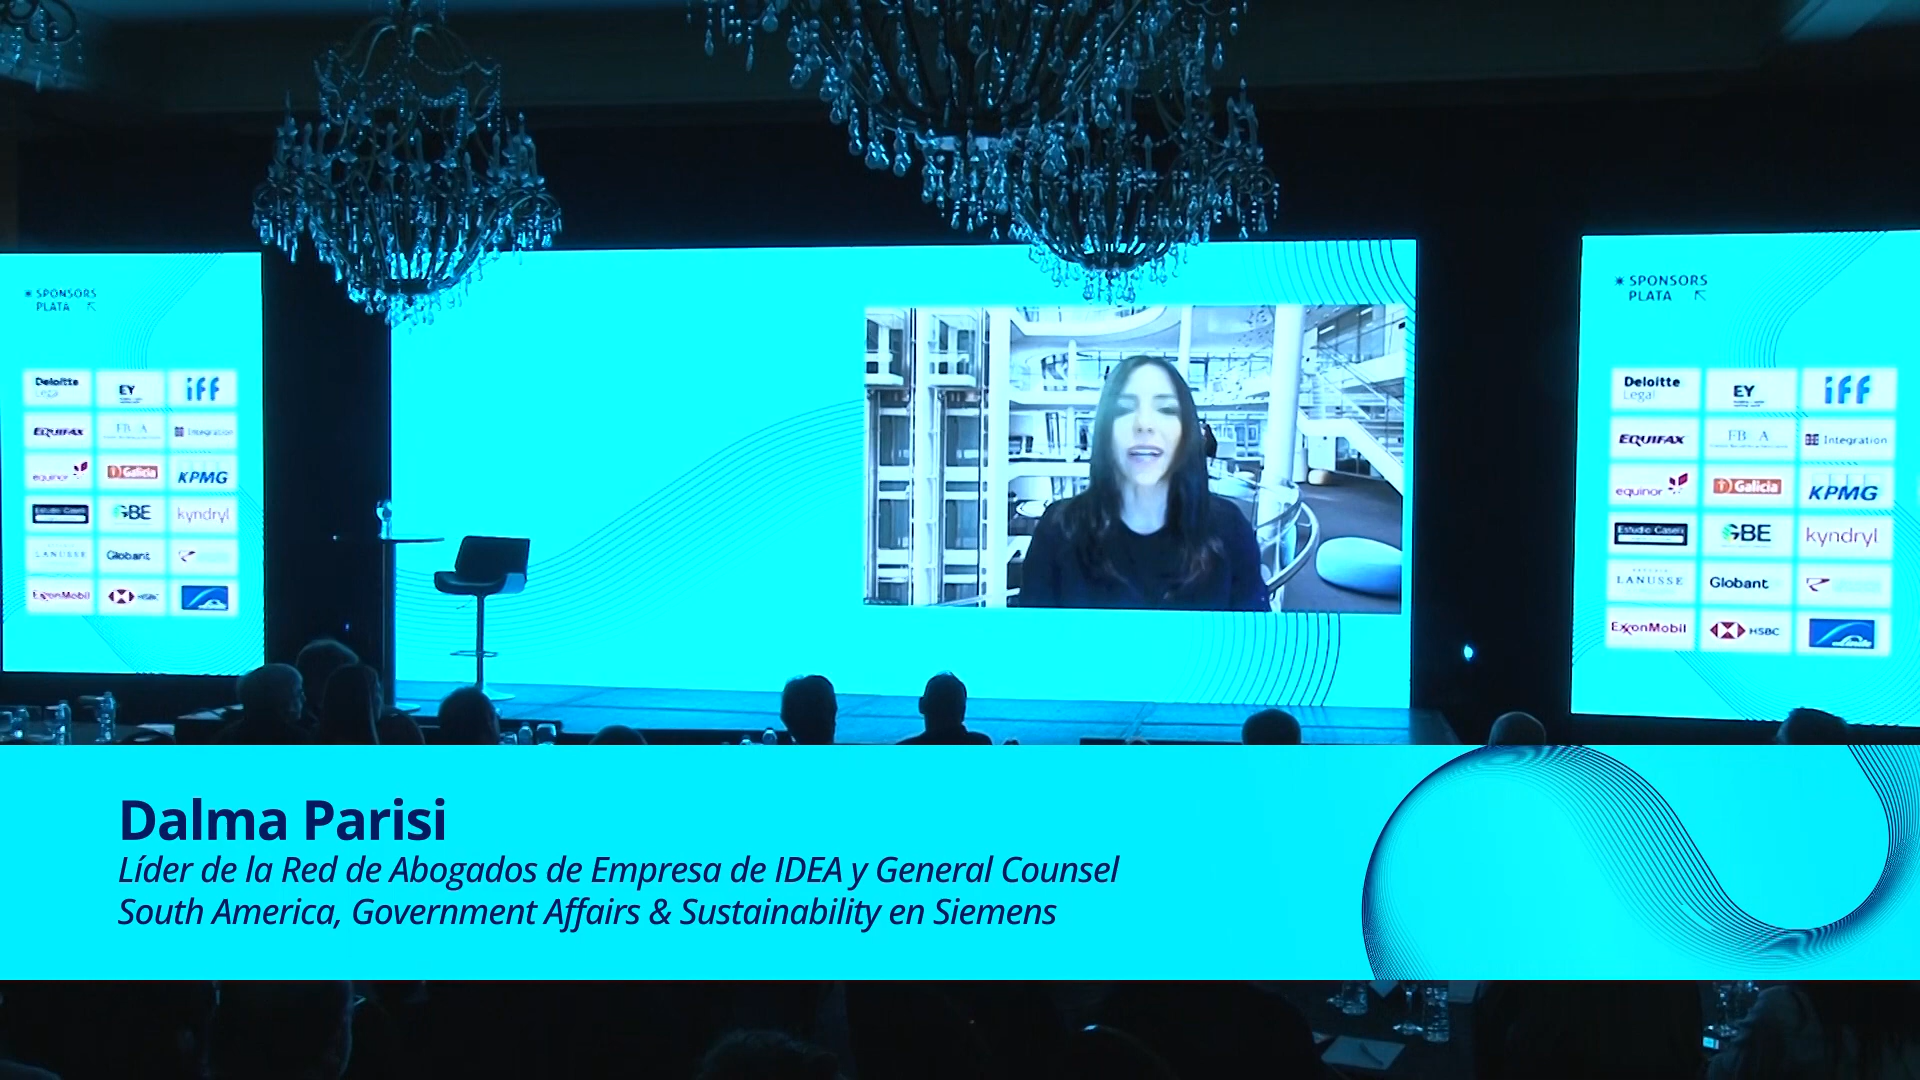 SPONSORS
PLATA
Deloitte
Legal
EY
iff
EQUIFAX
Integration
equinor
Galicia
KPMG
GBE
kyndryl
LANUSSE
Globant
ExxonMobil
HSBC
SPONSORS
PLATA
Deloitte
Legal
EY
iff
EQUIFAX
Integration
equinor
Galicia
KPMG
GBE
kyndryl
LANUSSE
Globant
ExxonMobil
HSBC
Dalma Parisi
Líder de la Red de Abogados de Empresa de IDEA y General Counsel
South America, Government Affairs & Sustainability en Siemens